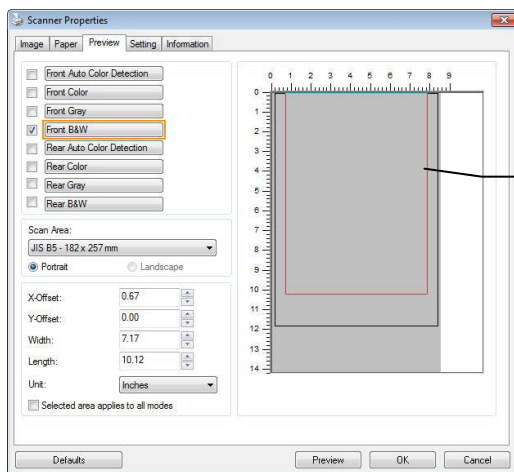 Scanner Properties
Image Paper Preview Setting Information
Front Auto Color Detection
Front Color
Front Gray
Front B&W
Rear Auto Color Detection
Rear Color
Rear Gray
Rear B&W
Scan Area:
JIS B5 - 182 x 257 mm
Portrait Landscape
X-Offset: 0.67
Y-Offset: 0.00
Width: 7.17
Length: 10.12
Unit: Inches
Selected area applies to all modes
0 1 2 3 4 5 6 7 8 9
0
1
2
3
4
5
6
7
8
9
10
11
12
13
14
Defaults Preview OK Cancel